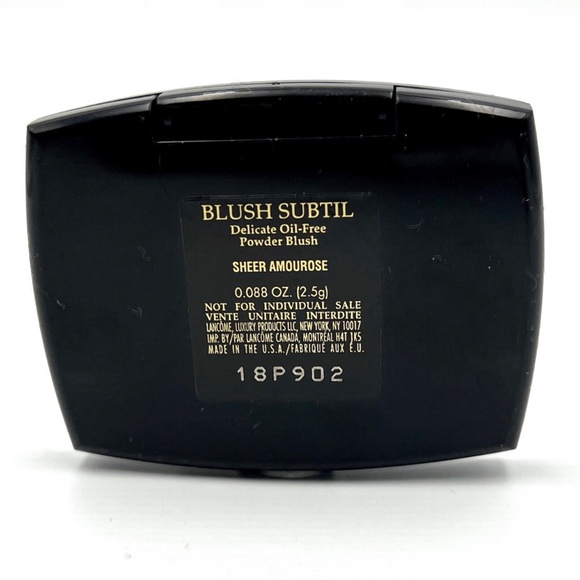 BLUSH SUBTIL
Delicate Oil-Free
Powder Blush
SHEER AMOUROSE
0.088 OZ. (2.5g)
NOT FOR INDIVIDUAL SALE
VENTE UNITAIRE INTERDITE
LANCÔME, LUXURY PRODUCTS LLC, NEW YORK, NY 10017
IMP. BY/PAR LANCÔME CANADA, MONTRÉAL H4T 1K5
MADE IN THE U.S.A./FABRIQUÉ AUX É.U.
18P902